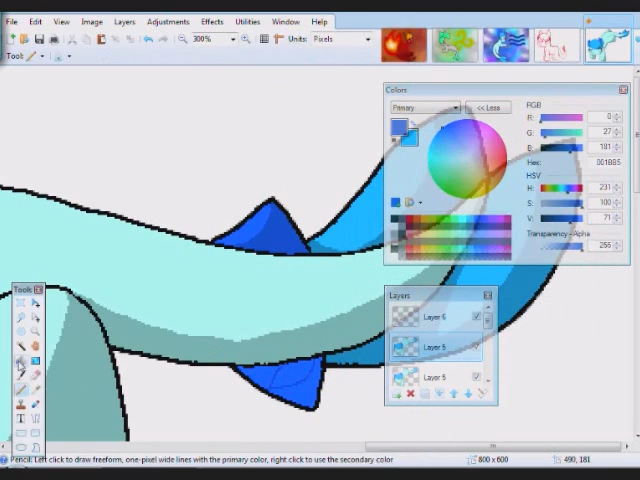 File Edit View Image Layers Adjustments Effects Utilities Window Help
300% Units: Pixels
Tool:
Colors
Primary << Less RGB
R: 0
G: 27
B: 181
Hex: 001BB5
HSV
H: 231
S: 100
V: 71
Transparency - Alpha
255
Tools
Layers
Layer 6
Layer 5
Layer 5
Pencil: Left click to draw freeform, one-pixel wide lines with the primary color, right click to use the secondary color 800 x 600 490, 181